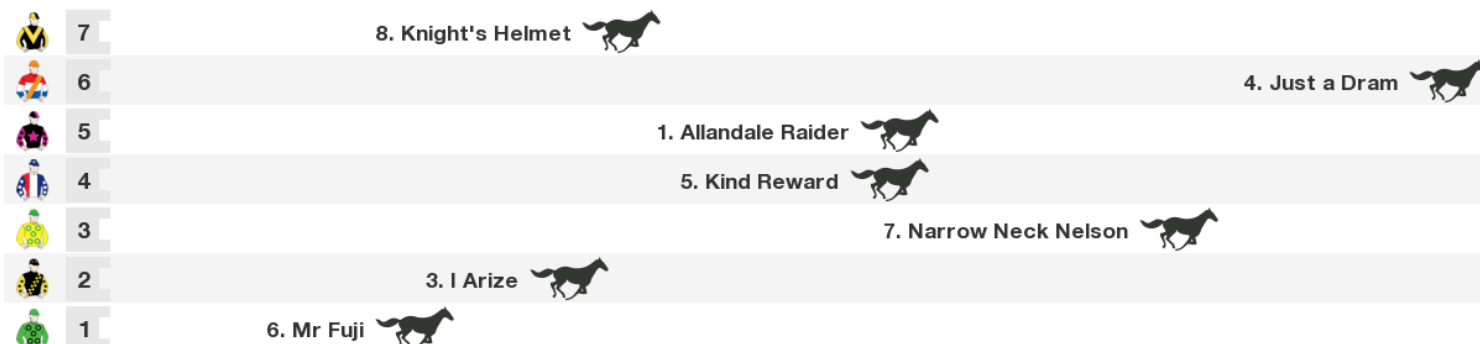 7 8. Knight's Helmet
6 4. Just a Dram
5 1. Allandale Raider
4 5. Kind Reward
3 7. Narrow Neck Nelson
2 3. I Arize
1 6. Mr Fuji